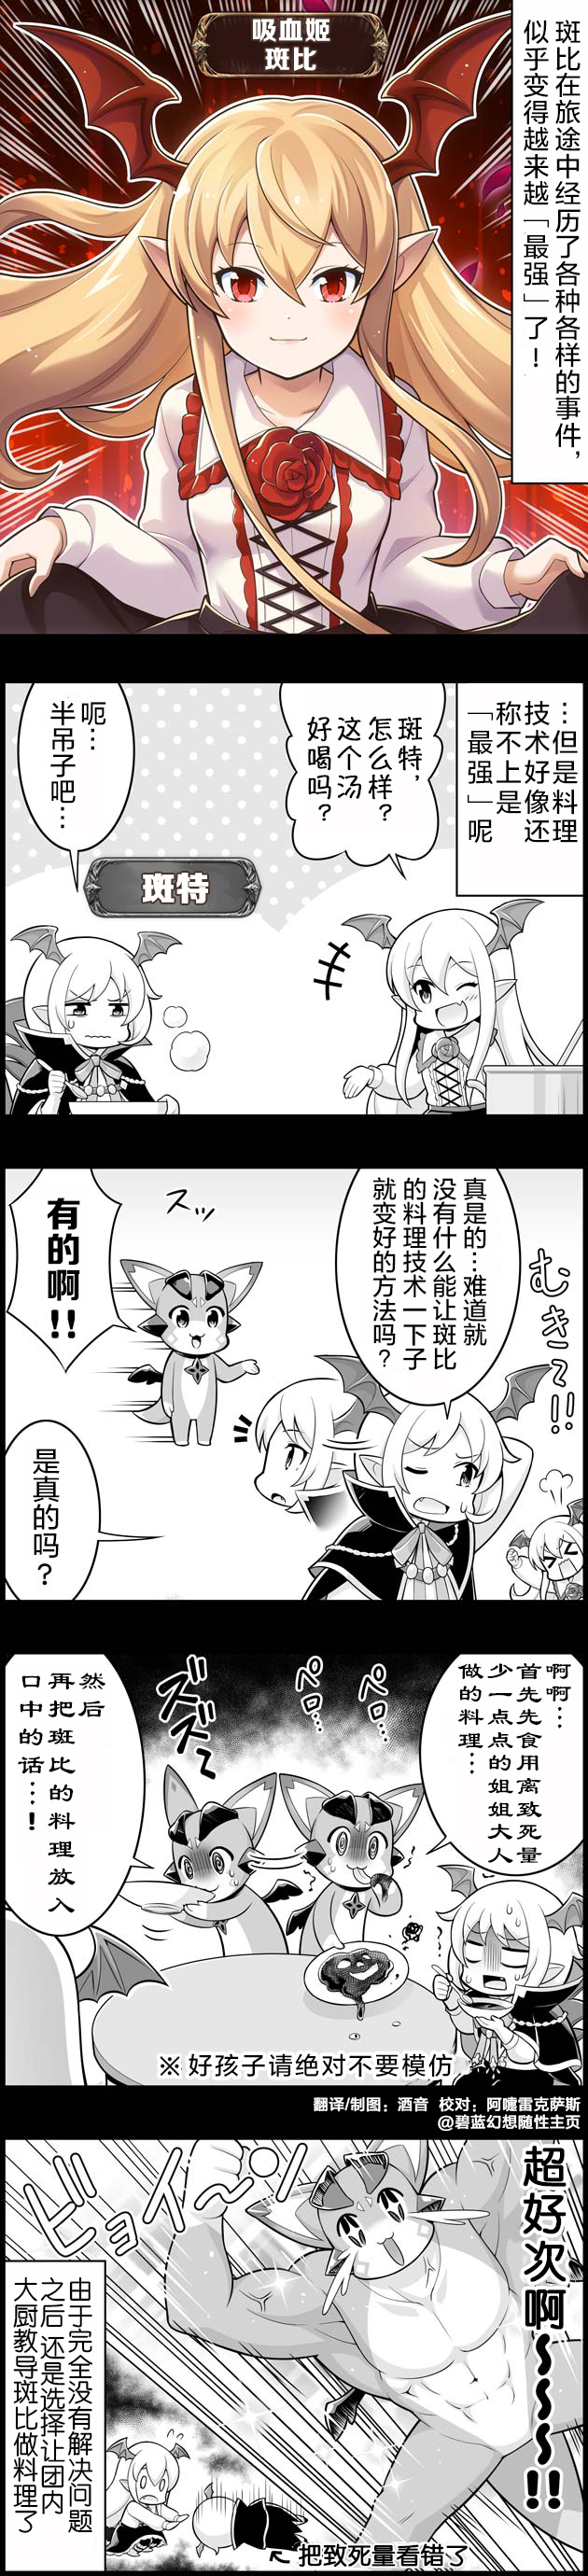 吸血姬
斑比
斑比在旅途中经历了各种各样的事件，
似乎变得越来越「最强」了！
…但是料理
技术好像还
称不上是
「最强」呢
斑特，
怎么样？
这个汤
好喝吗？
呃…
半吊子吧…
斑特
むきー!!
真是的…难道就
没有什么能让斑比
的料理技术一下子
就变好的方法吗？
スッ
有的啊!!
是真的吗？
啊啊…
首先先食用离致死量
少一点点的姐姐大人
做的料理…
ペロ…
ペロ…
ズズズ
然后
再把斑比的料理放入
口中的话…！
※好孩子请绝对不要模仿
翻译/制图：酒音 校对：阿嚏雷克萨斯
@碧蓝幻想随性主页
超好次啊～～～～!!
ビョイ～ン
由于完全没有解决问题
之后还是选择让团内
大厨教导斑比做料理了
←把致死量看错了